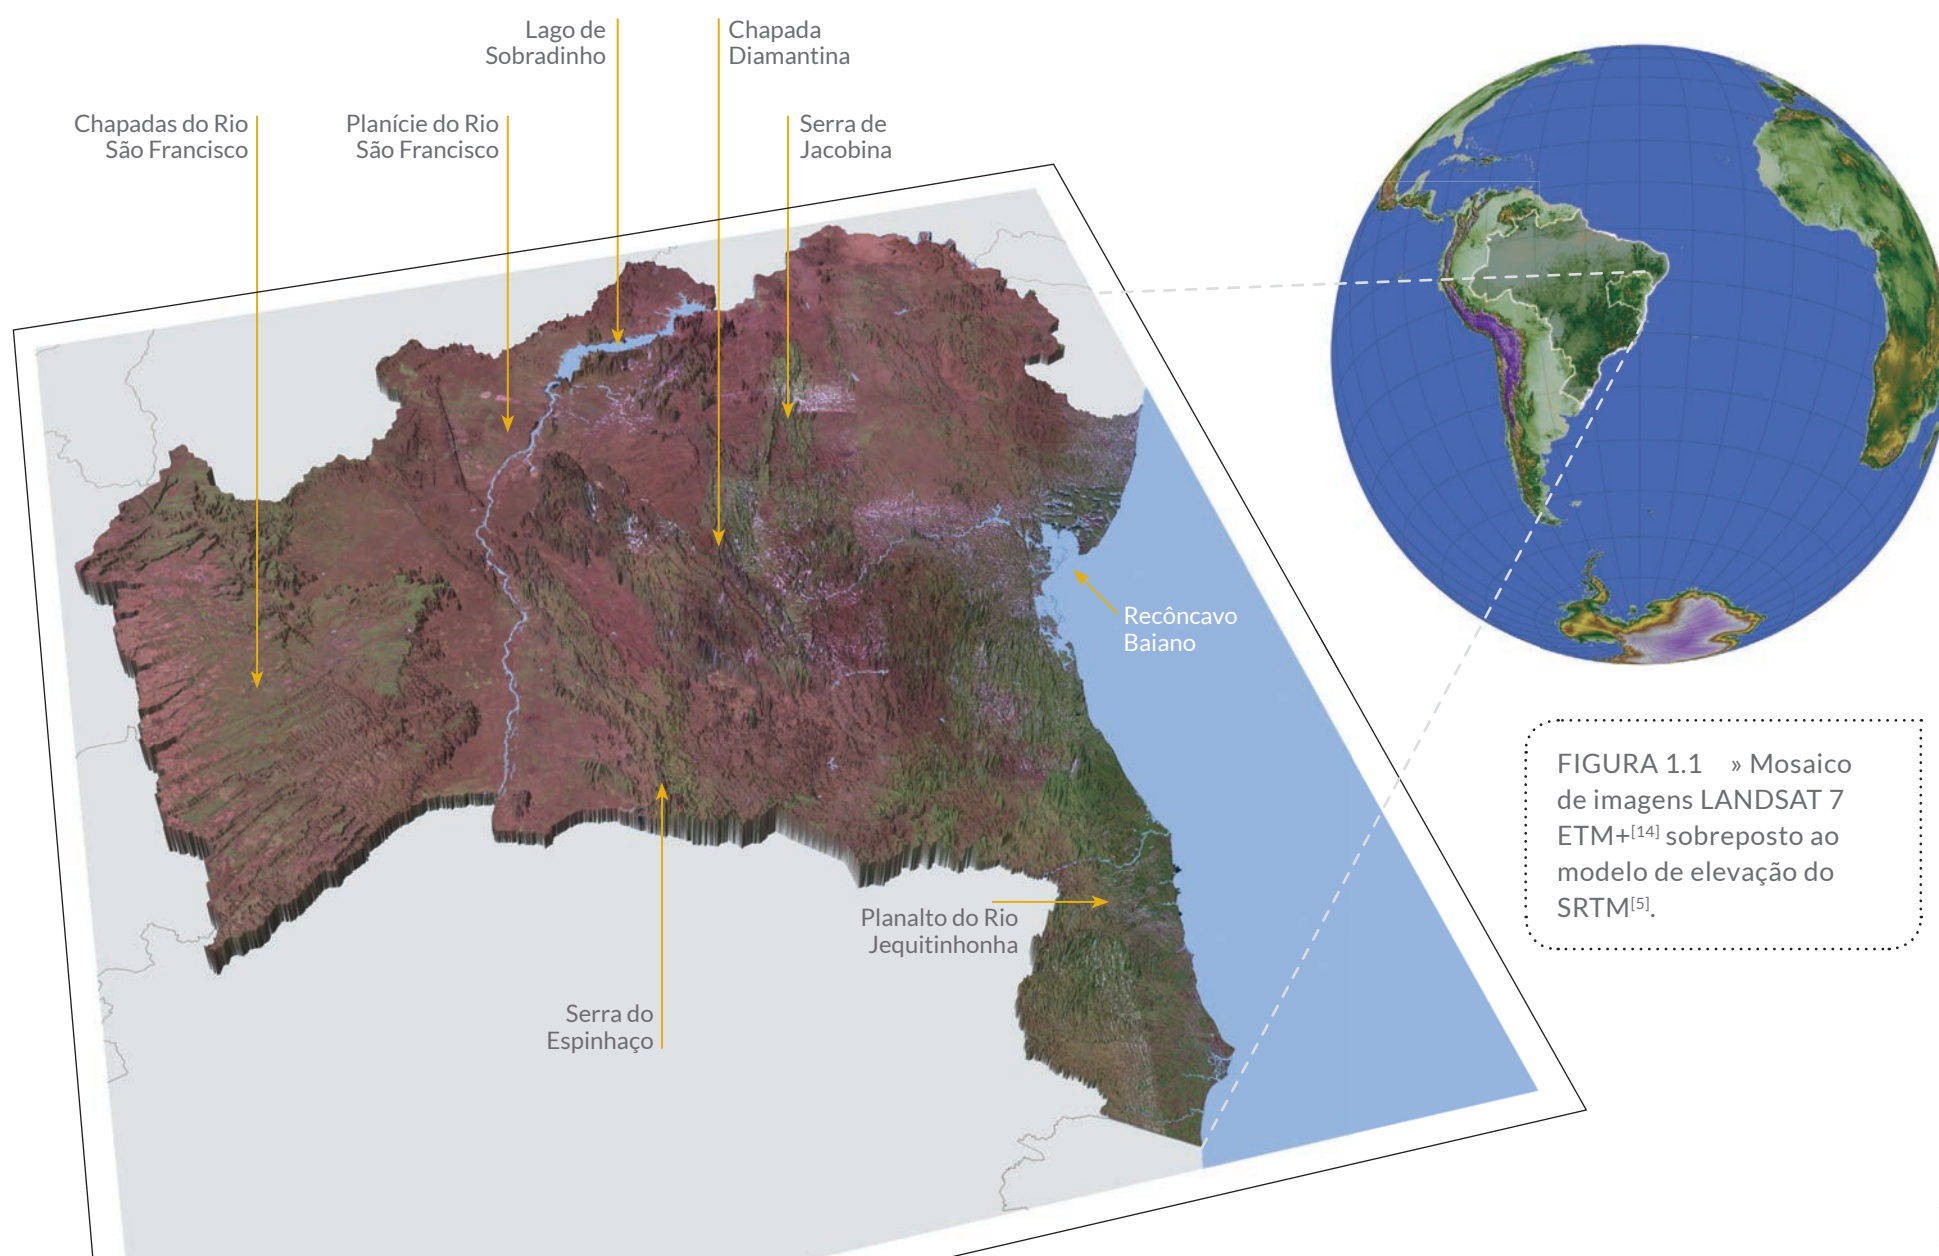 Lago de
Sobradinho
Chapada
Diamantina
Chapadas do Rio
São Francisco
Planície do Rio
São Francisco
Serra de
Jacobina
Recôncavo
Baiano
Planalto do Rio
Jequitinhonha
Serra do
Espinhaço
FIGURA 1.1 » Mosaico
de imagens LANDSAT 7
ETM+[14] sobreposto ao
modelo de elevação do
SRTM[5].